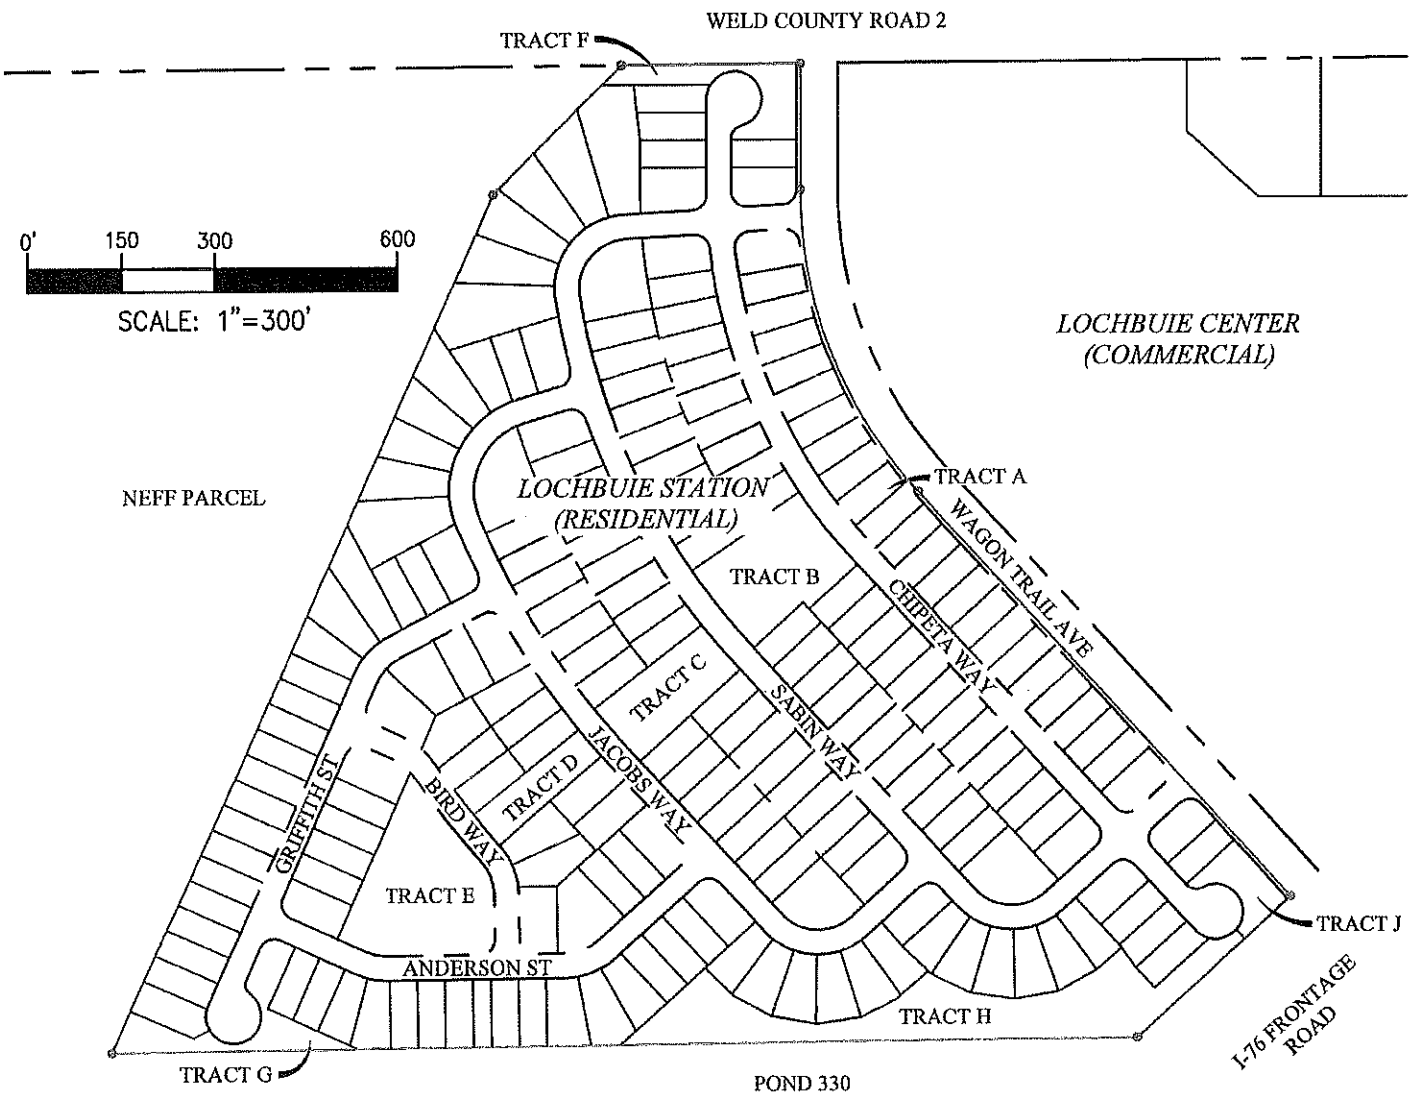 WELD COUNTY ROAD 2
TRACT F
0' 150 300 600
SCALE: 1"=300'
LOCHBUIE CENTER
(COMMERCIAL)
TRACT A
NEFF PARCEL
LOCHBUIE STATION
(RESIDENTIAL)
WAGON TRAIL AVE
TRACT B
CHIPETA WAY
TRACT C
SABIN WAY
JACOBS WAY
TRACT D
BIRD WAY
GRIFFITH ST
TRACT E
TRACT J
ANDERSON ST
I-76 FRONTAGE
ROAD
TRACT H
TRACT G
POND 330